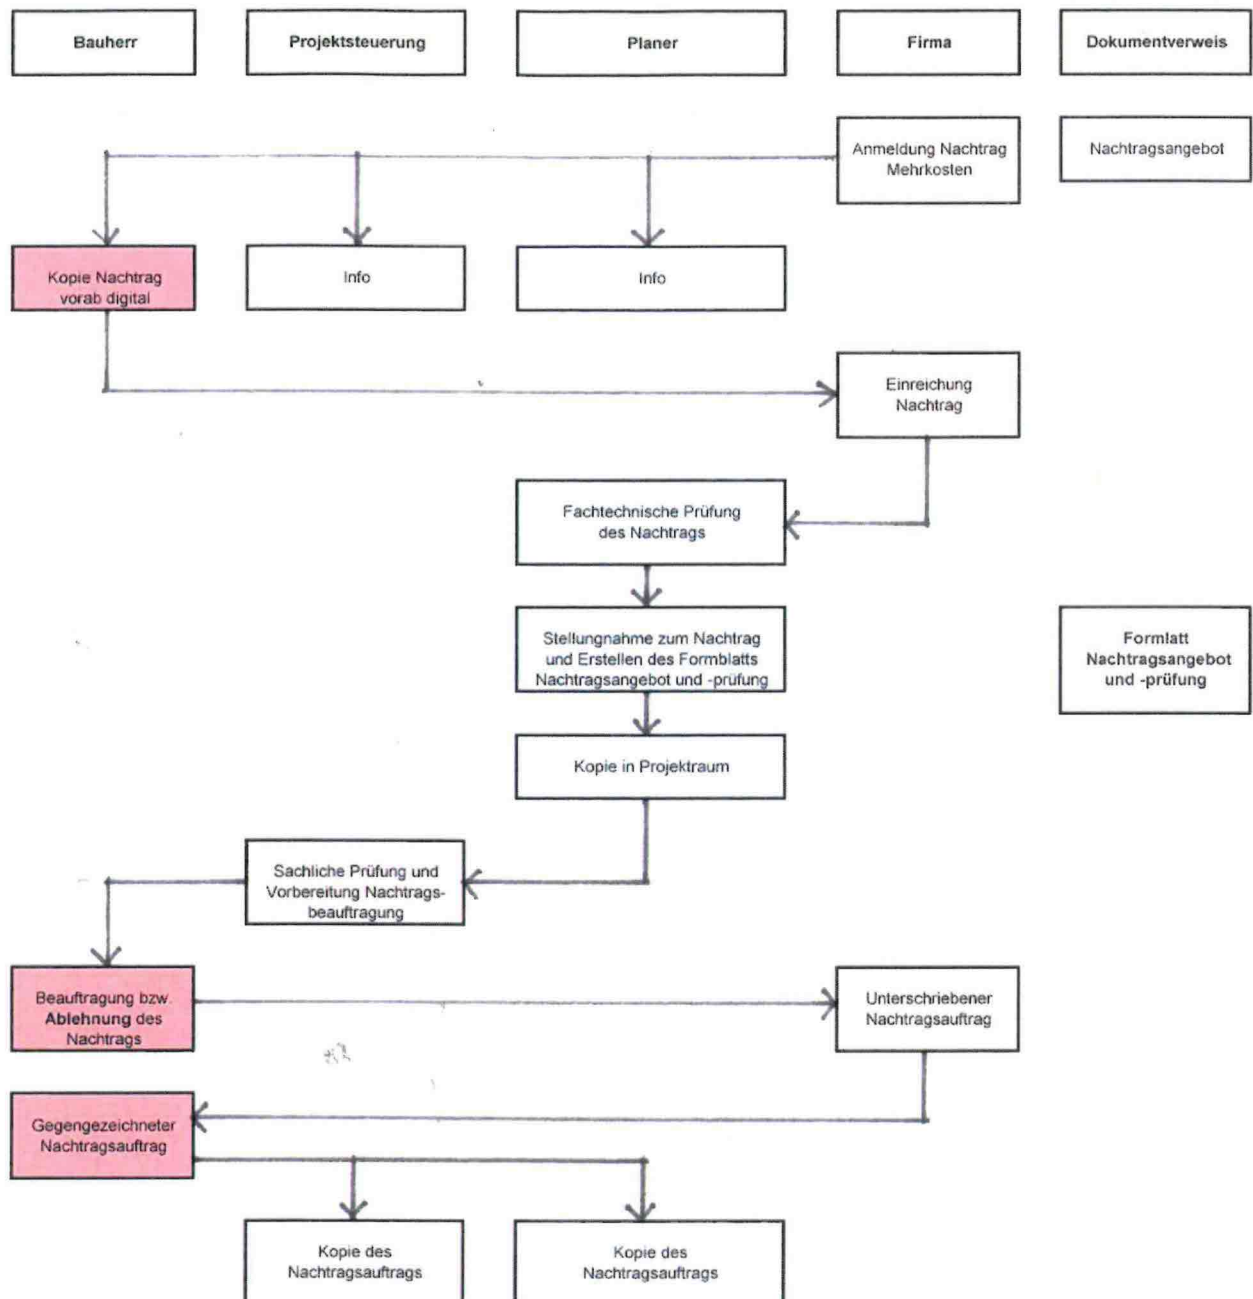 Bauherr
Projektsteuerung
Planer
Firma
Dokumentverweis
Anmeldung Nachtrag
Mehrkosten
Nachtragsangebot
Kopie Nachtrag
vorab digital
Info
Info
Einreichung
Nachtrag
Fachtechnische Prüfung
des Nachtrags
Stellungnahme zum Nachtrag
und Erstellen des Formblatts
Nachtragsangebot und -prüfung
Formlatt
Nachtragsangebot
und -prüfung
Kopie in Projektraum
Sachliche Prüfung und
Vorbereitung Nachtrags-
beauftragung
Beauftragung bzw.
Ablehnung des
Nachtrags
Unterschriebener
Nachtragsauftrag
Gegengezeichneter
Nachtragsauftrag
Kopie des
Nachtragsauftrags
Kopie des
Nachtragsauftrags